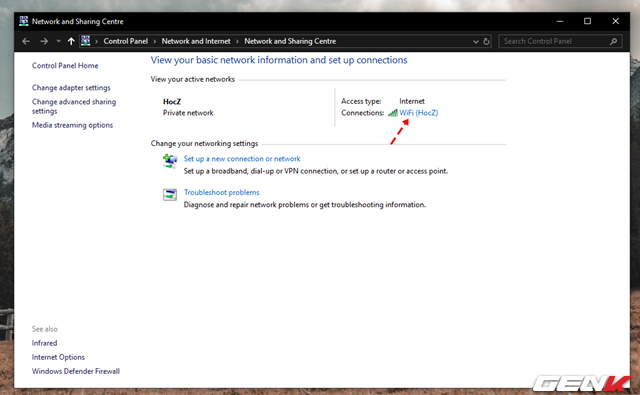 Network and Sharing Centre
Control Panel > Network and Internet > Network and Sharing Centre
Search Control Panel
Control Panel Home
Change adapter settings
Change advanced sharing
settings
Media streaming options
View your basic network information and set up connections
View your active networks
HocZ
Private network
Access type: Internet
Connections: WiFi (HocZ)
Change your networking settings
Set up a new connection or network
Set up a broadband, dial-up or VPN connection, or set up a router or access point.
Troubleshoot problems
Diagnose and repair network problems or get troubleshooting information.
See also
Infrared
Internet Options
Windows Defender Firewall
GENK